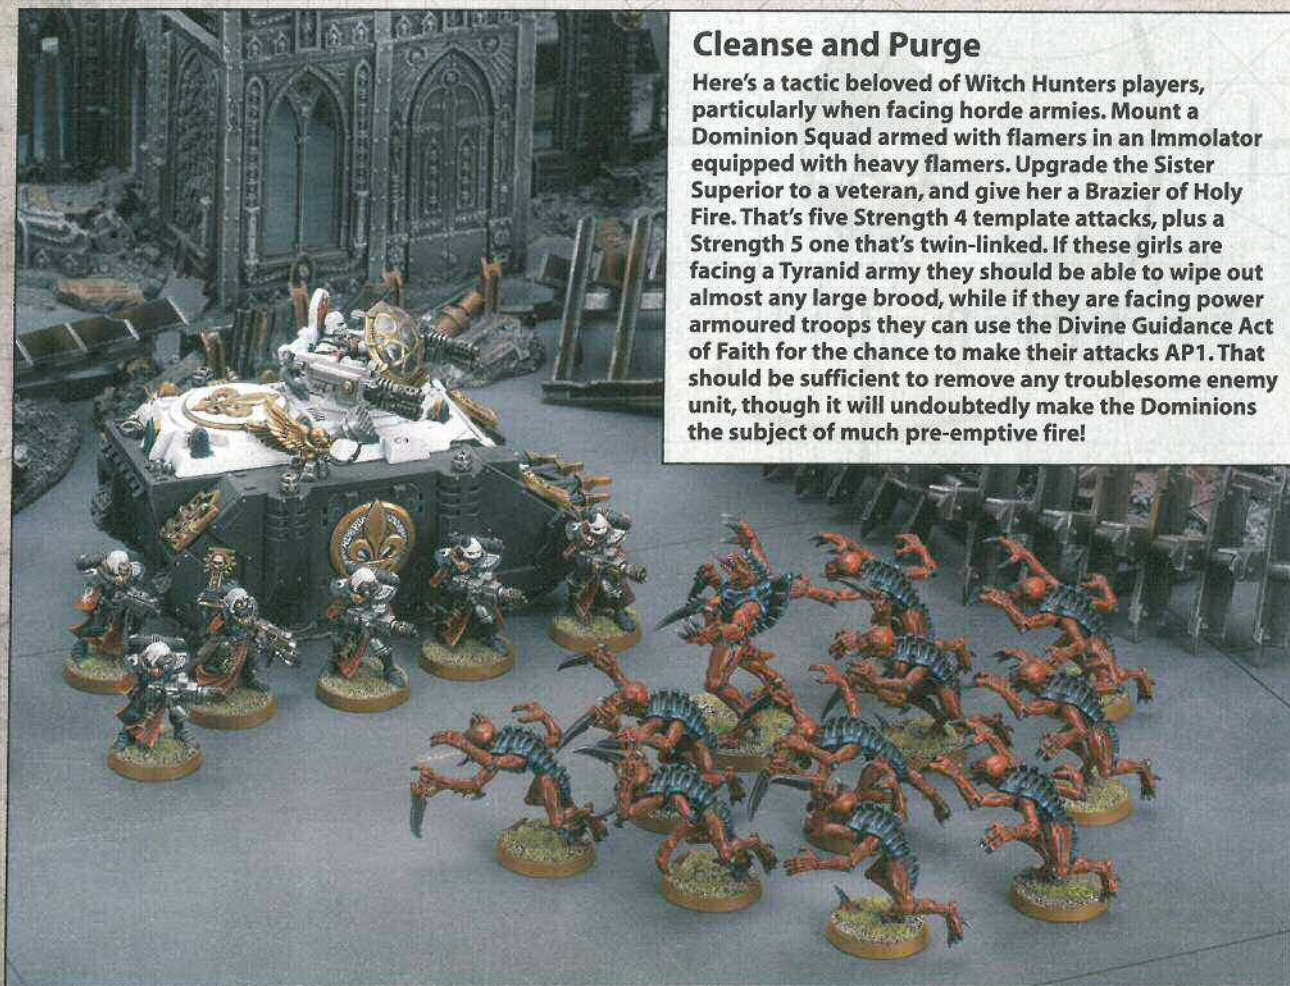 Cleanse and Purge
Here's a tactic beloved of Witch Hunters players,
particularly when facing horde armies. Mount a
Dominion Squad armed with flamers in an Immolator
equipped with heavy flamers. Upgrade the Sister
Superior to a veteran, and give her a Brazier of Holy
Fire. That's five Strength 4 template attacks, plus a
Strength 5 one that's twin-linked. If these girls are
facing a Tyranid army they should be able to wipe out
almost any large brood, while if they are facing power
armoured troops they can use the Divine Guidance Act
of Faith for the chance to make their attacks AP1. That
should be sufficient to remove any troublesome enemy
unit, though it will undoubtedly make the Dominions
the subject of much pre-emptive fire!